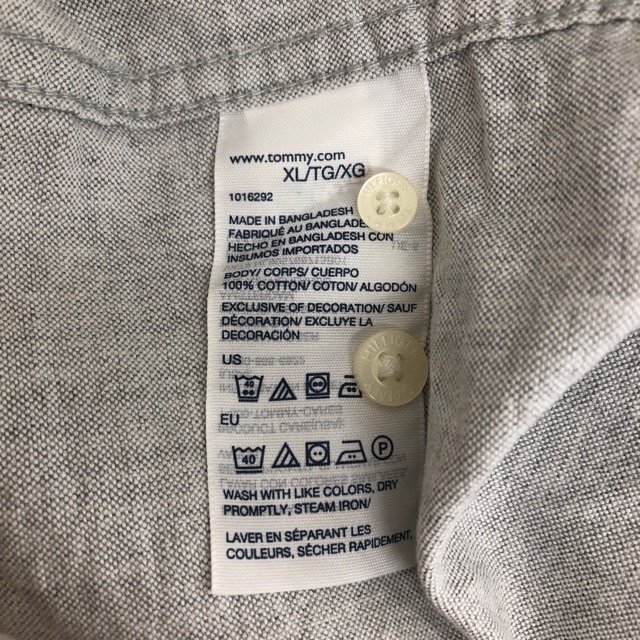 www.tommy.com
XL/TG/XG
1016292
MADE IN BANGLADESH
FABRIQUÉ AU
HECHO EN BANGLADESH CON
INSUMOS IMPORTADOS
BODY/ CORPS/ CUERPO
100% COTTON/ COTON/ ALGODÓN
EXCLUSIVE OF DECORATION/ SAUF
DÉCORATION/ EXCLUYE LA
DECORACIÓN
US
40
EU
40 P
WASH WITH LIKE COLORS, DRY
PROMPTLY, STEAM IRON/
LAVER EN SÉPARANT LES
COULEURS, SÉCHER RAPIDEMENT,